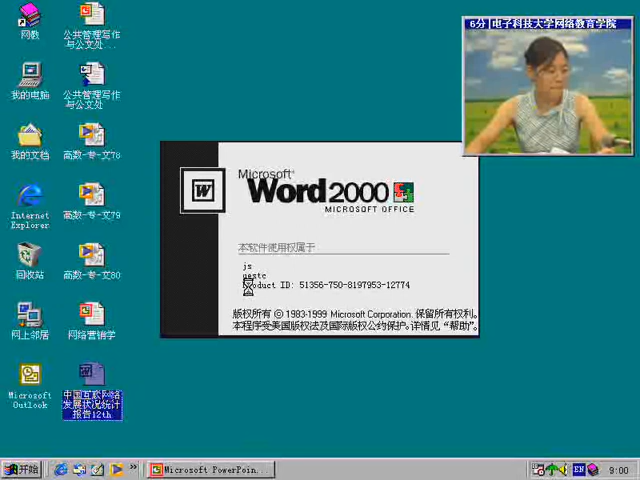 网教
公共管理写作
与公文处...
6分 电子科技大学网络教育学院
我的电脑
公共管理写作
与公文处
我的文档
高数-专-文78
Microsoft
Word 2000
MICROSOFT OFFICE
Internet
Explorer
高数-专-文79
本软件使用权属于
js
回收站
高数-专-文80
Product ID: 51356-750-8197953-12774
网上邻居
网络营销学
版权所有 © 1983-1999 Microsoft Corporation. 保留所有权利。
本程序受美国版权法及国际版权公约保护。详情见“帮助”。
Microsoft
Outlook
中国互联网络
发展状况统计
报告12th
开始
Microsoft PowerPoin...
EN
9:00